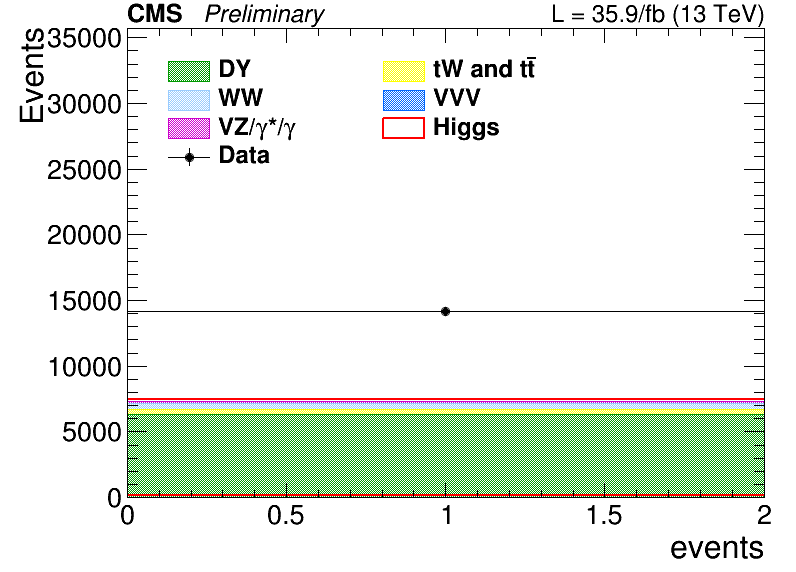 CMS Preliminary L = 35.9/fb (13 TeV)
Events
35000
30000
25000
20000
15000
10000
5000
0
DY
tW and tt̄
WW
VVV
VZ/γ*/γ
Higgs
Data
0 0.5 1 1.5 2
events